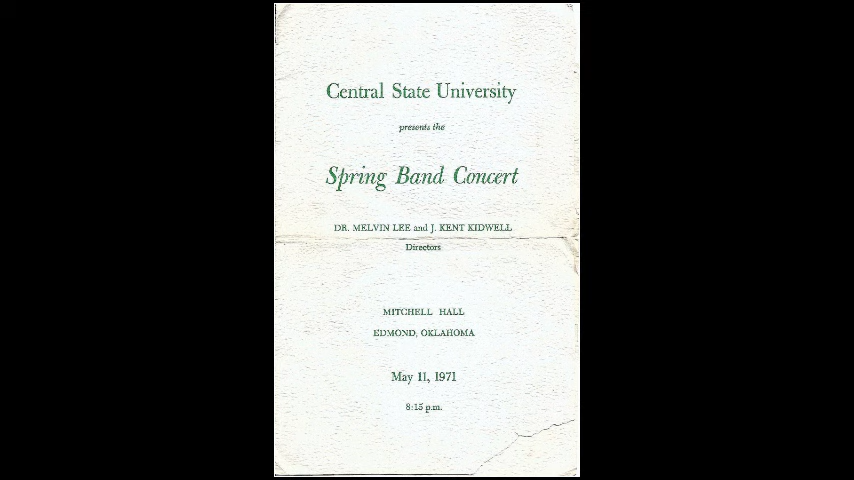 Central State University
presents the
Spring Band Concert
DR. MELVIN LEE and J. KENT KIDWELL
Directors
MITCHELL HALL
EDMOND, OKLAHOMA
May 11, 1971
8:15 p.m.